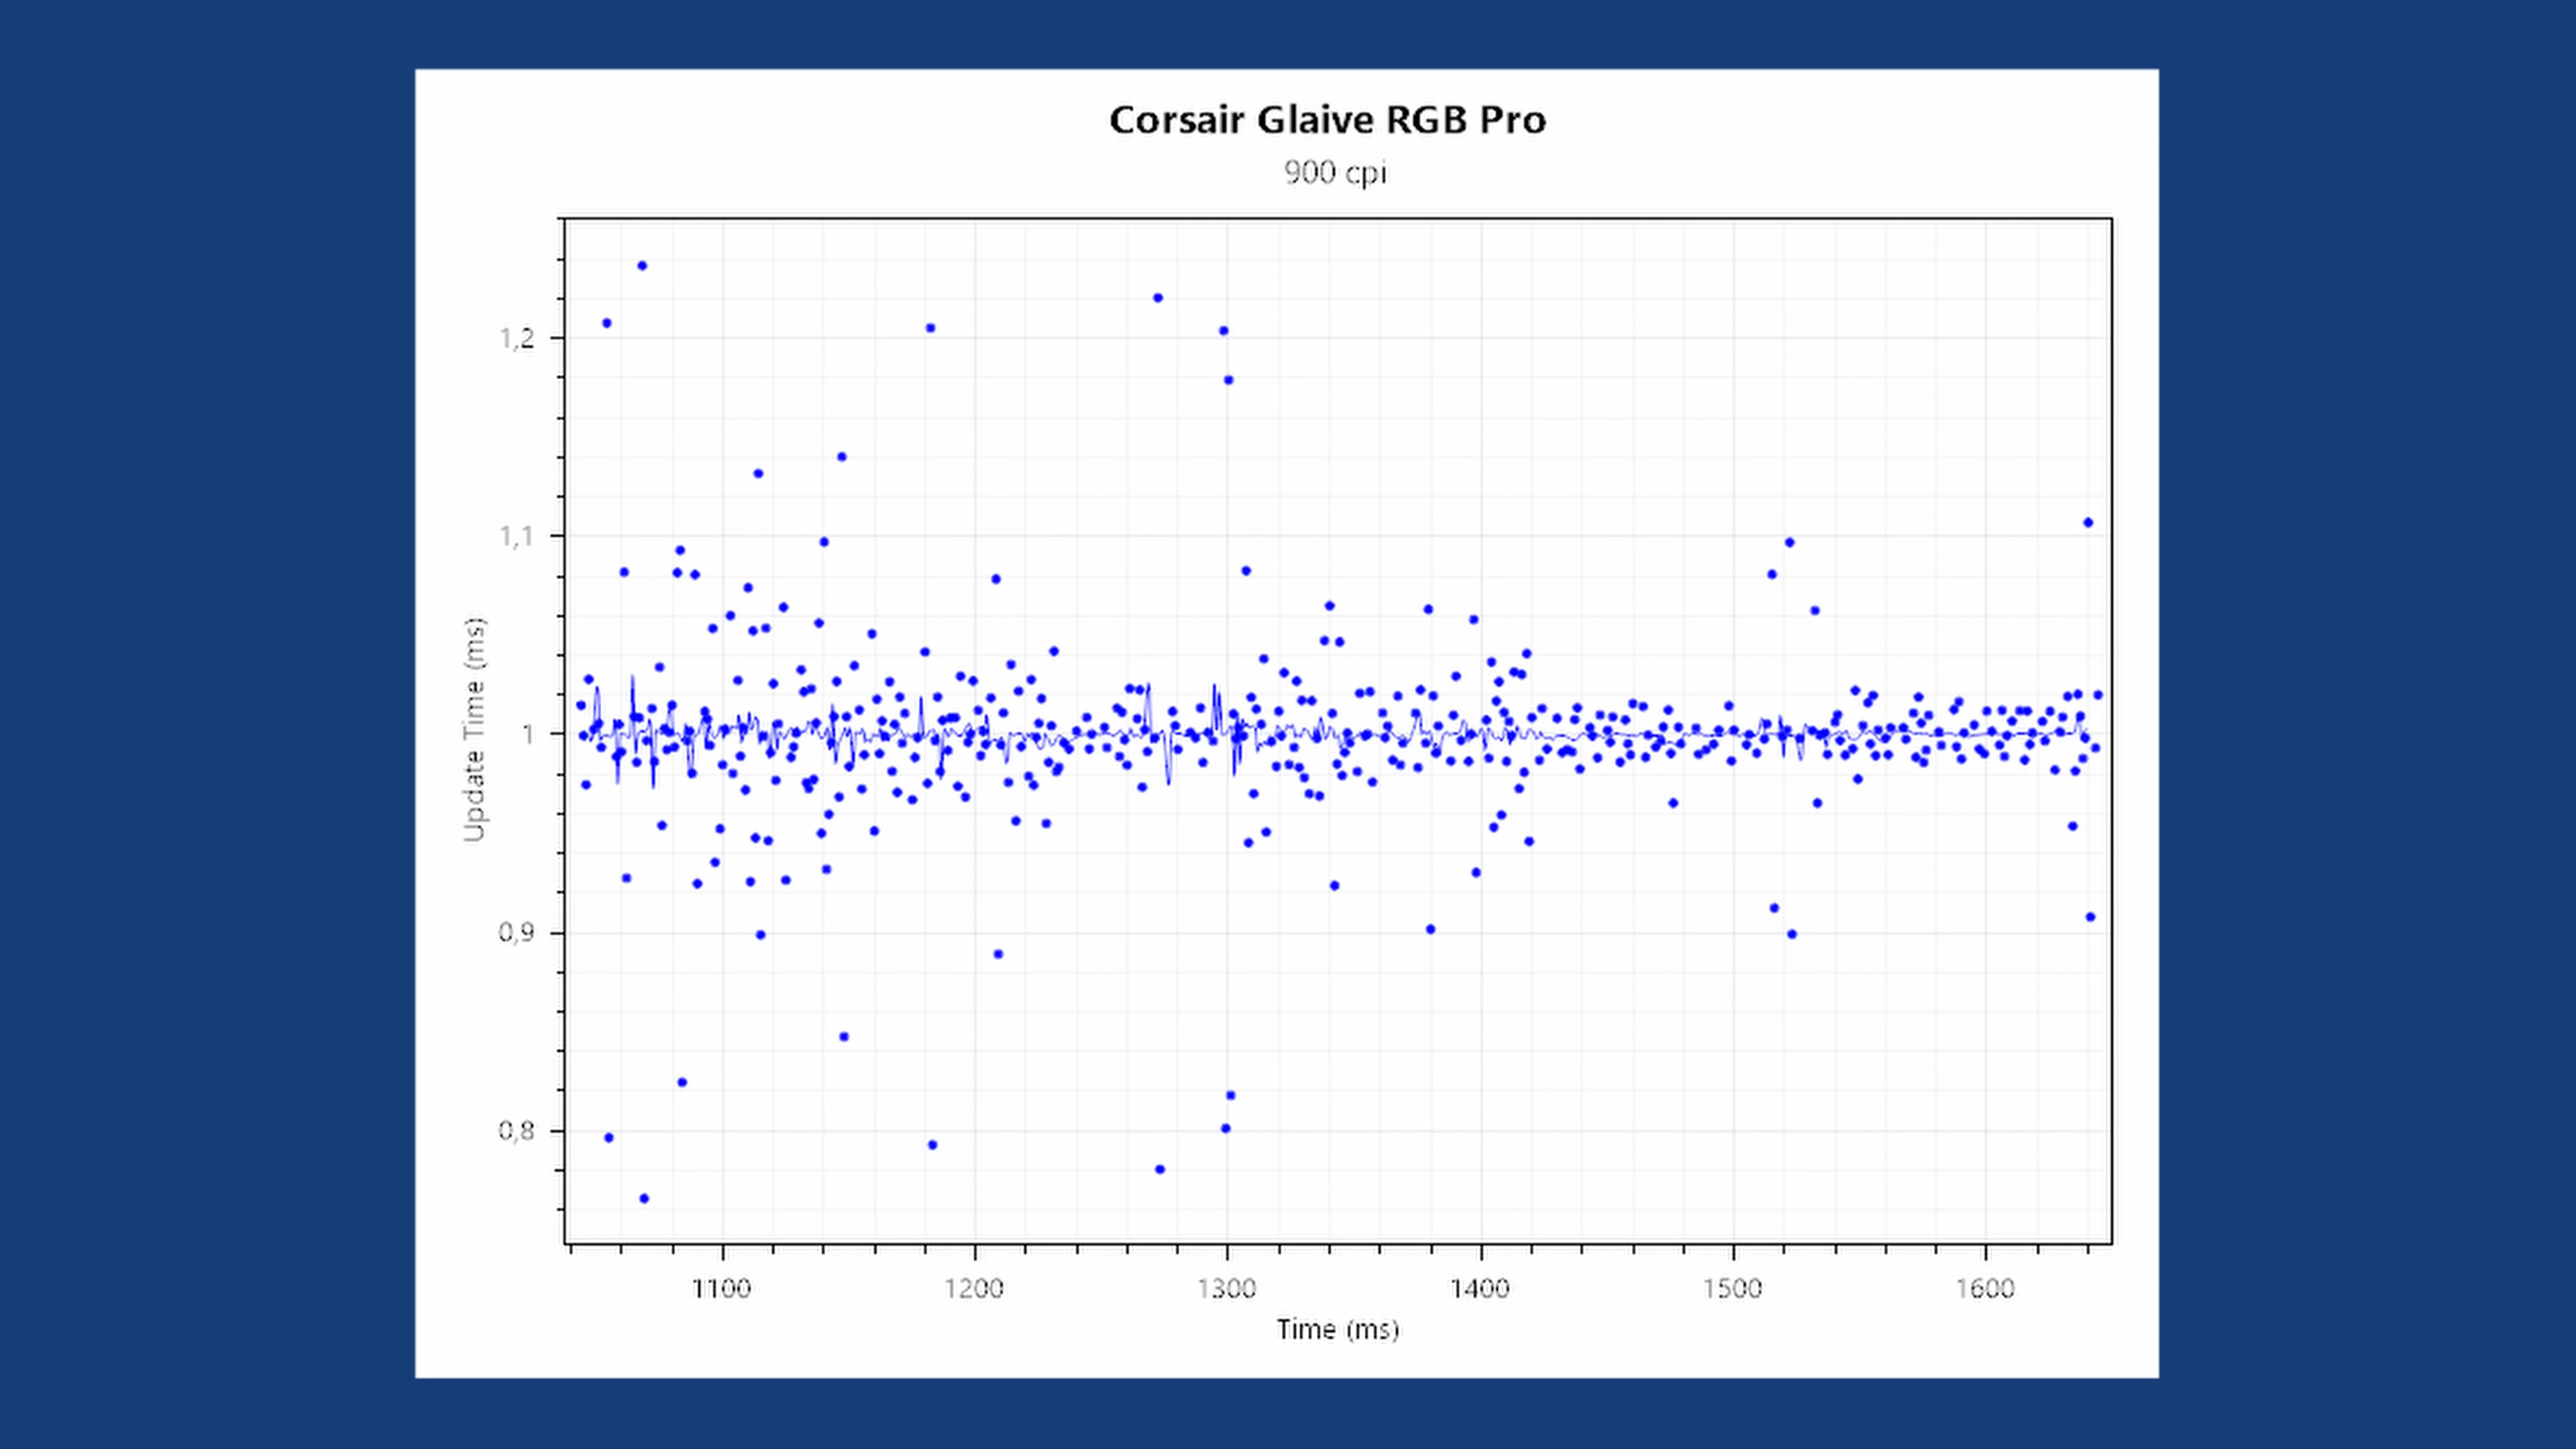 Corsair Glaive RGB Pro
900 cpi
1,2
1,1
1
0,9
0,8
Update Time (ms)
1100 1200 1300 1400 1500 1600
Time (ms)